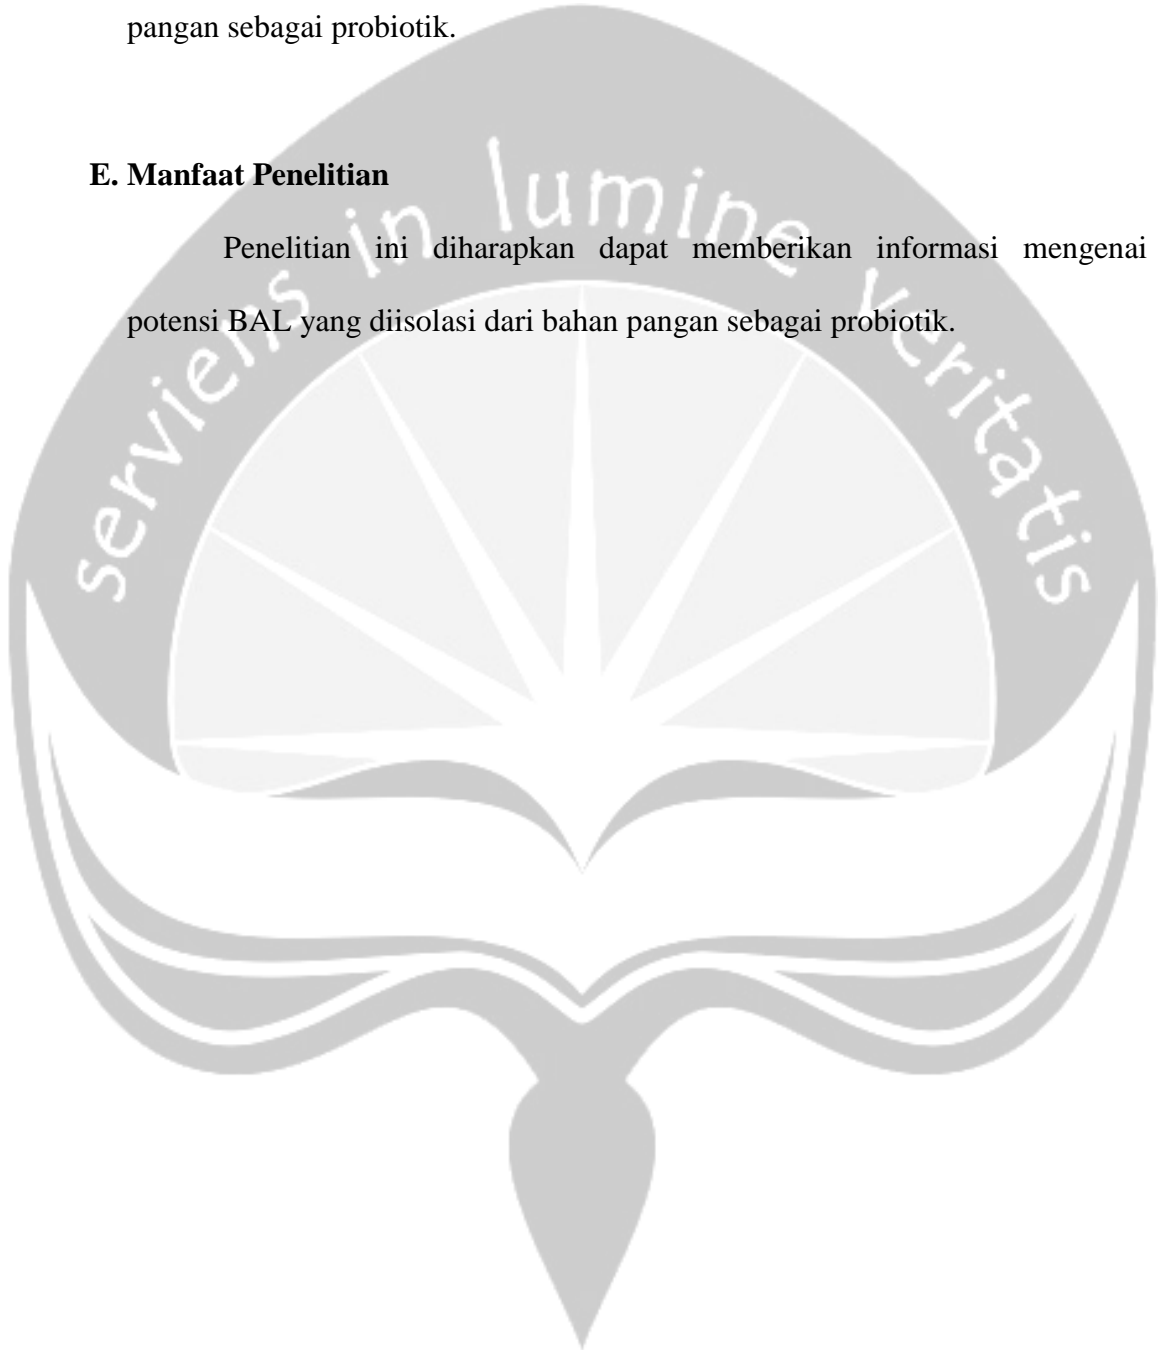 pangan sebagai probiotik.
E. Manfaat Penelitian
Penelitian ini diharapkan dapat memberikan informasi mengenai
potensi BAL yang diisolasi dari bahan pangan sebagai probiotik.
serviens in lumine veritatis